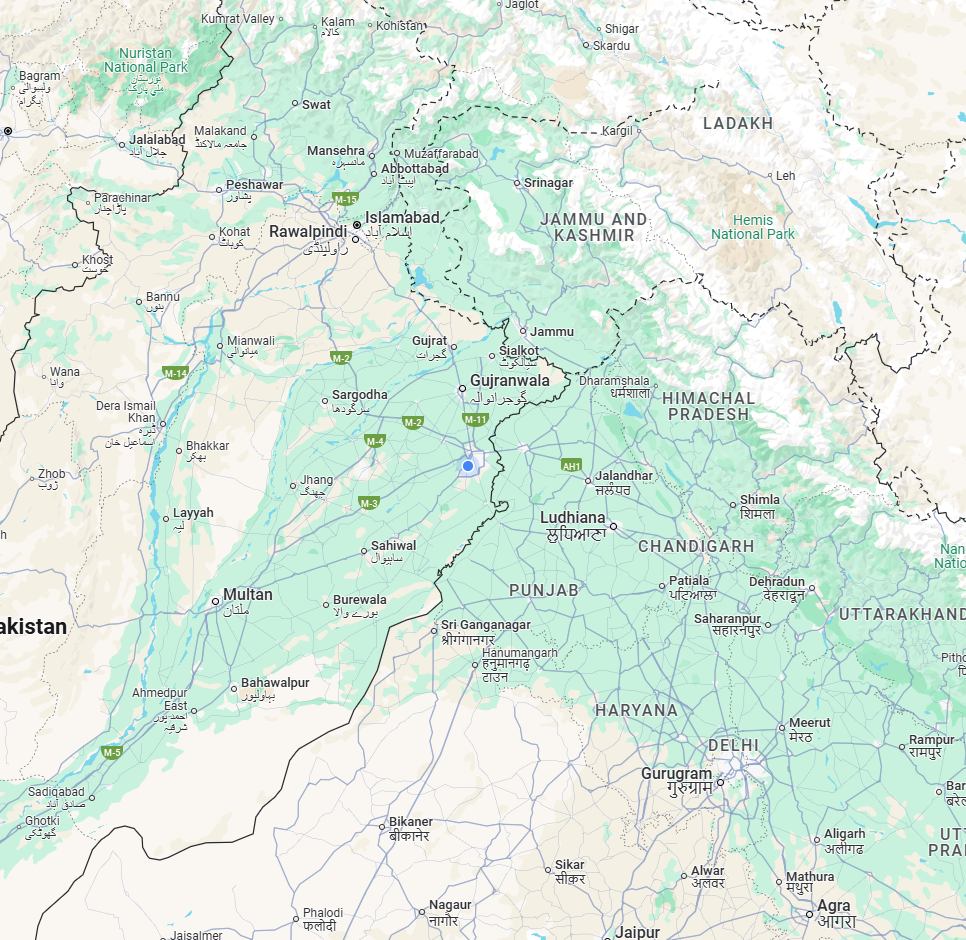 Jaglot
Kumrat Valley
Kalam
کالام
Kohistan
Shigar
Skardu
Nuristan
National Park
نورستان
ملي پارک
Bagram
بگرام
Swat
Malakand
Jalalabad
جلال آباد
Kargil
LADAKH
Mansehra
مانسہرہ
Muzaffarabad
Abbottabad
ایبٹ آباد
Srinagar
Leh
Peshawar
پشاور
M-15
Parachinar
پاڑا چنار
Islamabad
اسلام آباد
Rawalpindi
راولپنڈی
JAMMU AND
KASHMIR
Hemis
National Park
Kohat
کوہاٹ
Khost
خوست
Bannu
بنوں
Jammu
Mianwali
میانوالی
Gujrat
گجرات
Sialkot
سیالکوٹ
M-2
M-14
Wana
وانا
Gujranwala
گوجرانوالہ
Dharamshala
धर्मशाला
HIMACHAL
PRADESH
Sargodha
سرگودھا
Dera Ismail
Khan
ڈیرہ
اسماعیل خان
M-2
M-11
M-4
Bhakkar
بھکر
AH1
Zhob
ژوب
Jhang
جھنگ
Jalandhar
ਜਲੰਧਰ
M-3
Shimla
शिमला
Layyah
لیہ
Ludhiana
ਲੁਧਿਆਣਾ
h
CHANDIGARH
Nan
Natio
Sahiwal
ساہیوال
Multan
ملتان
Burewala
بورے والا
PUNJAB
Patiala
ਪਟਿਆਲਾ
Dehradun
देहरादून
UTTARAKHAND
akistan
Sri Ganganagar
श्रीगंगानगर
Saharanpur
सहारनपुर
Hanumangarh
हनुमानगढ़
टाउन
Pitho
पि
Bahawalpur
بہاولپور
Ahmedpur
East
احمد پور
شرقیہ
HARYANA
Meerut
मेरठ
DELHI
Rampur
रामपुर
M-5
Gurugram
गुरुग्राम
Sadiqabad
صادق آباد
Bar
बरे
Ghotki
گھوٹکی
Bikaner
बीकानेर
Aligarh
अलीगढ
UT
PRA
Sikar
सीकर
Alwar
अलवर
Mathura
मथुरा
Agra
आगरा
Nagaur
नागौर
Phalodi
फलोदी
Jaipur
Jaisalmer